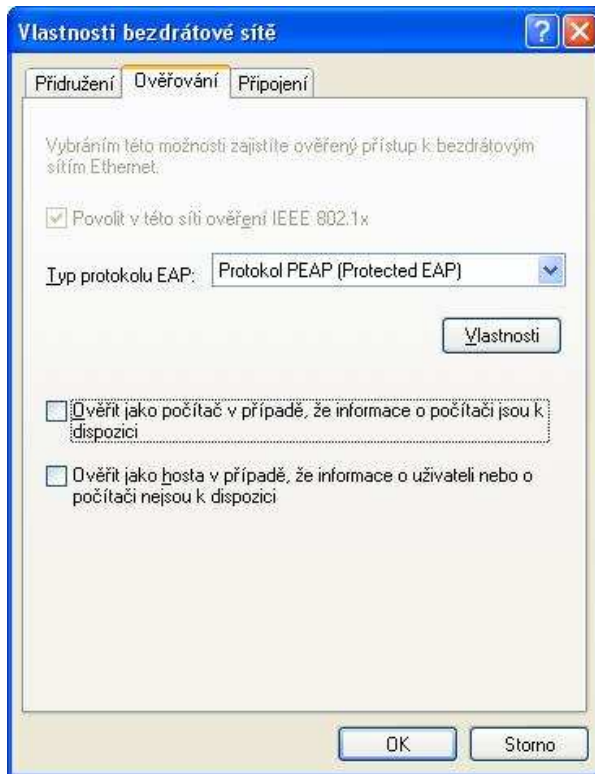 Vlastnosti bezdrátové sítě
Přidružení Ověřování Připojení
Vybráním této možnosti zajistíte ověřený přístup k bezdrátovým
sítím Ethernet.
Povolit v této síti ověření IEEE 802.1x
Typ protokolu EAP: Protokol PEAP (Protected EAP)
Vlastnosti
Ověřit jako počítač v případě, že informace o počítači jsou k
dispozici
Ověřit jako hosta v případě, že informace o uživateli nebo o
počítači nejsou k dispozici
OK Storno